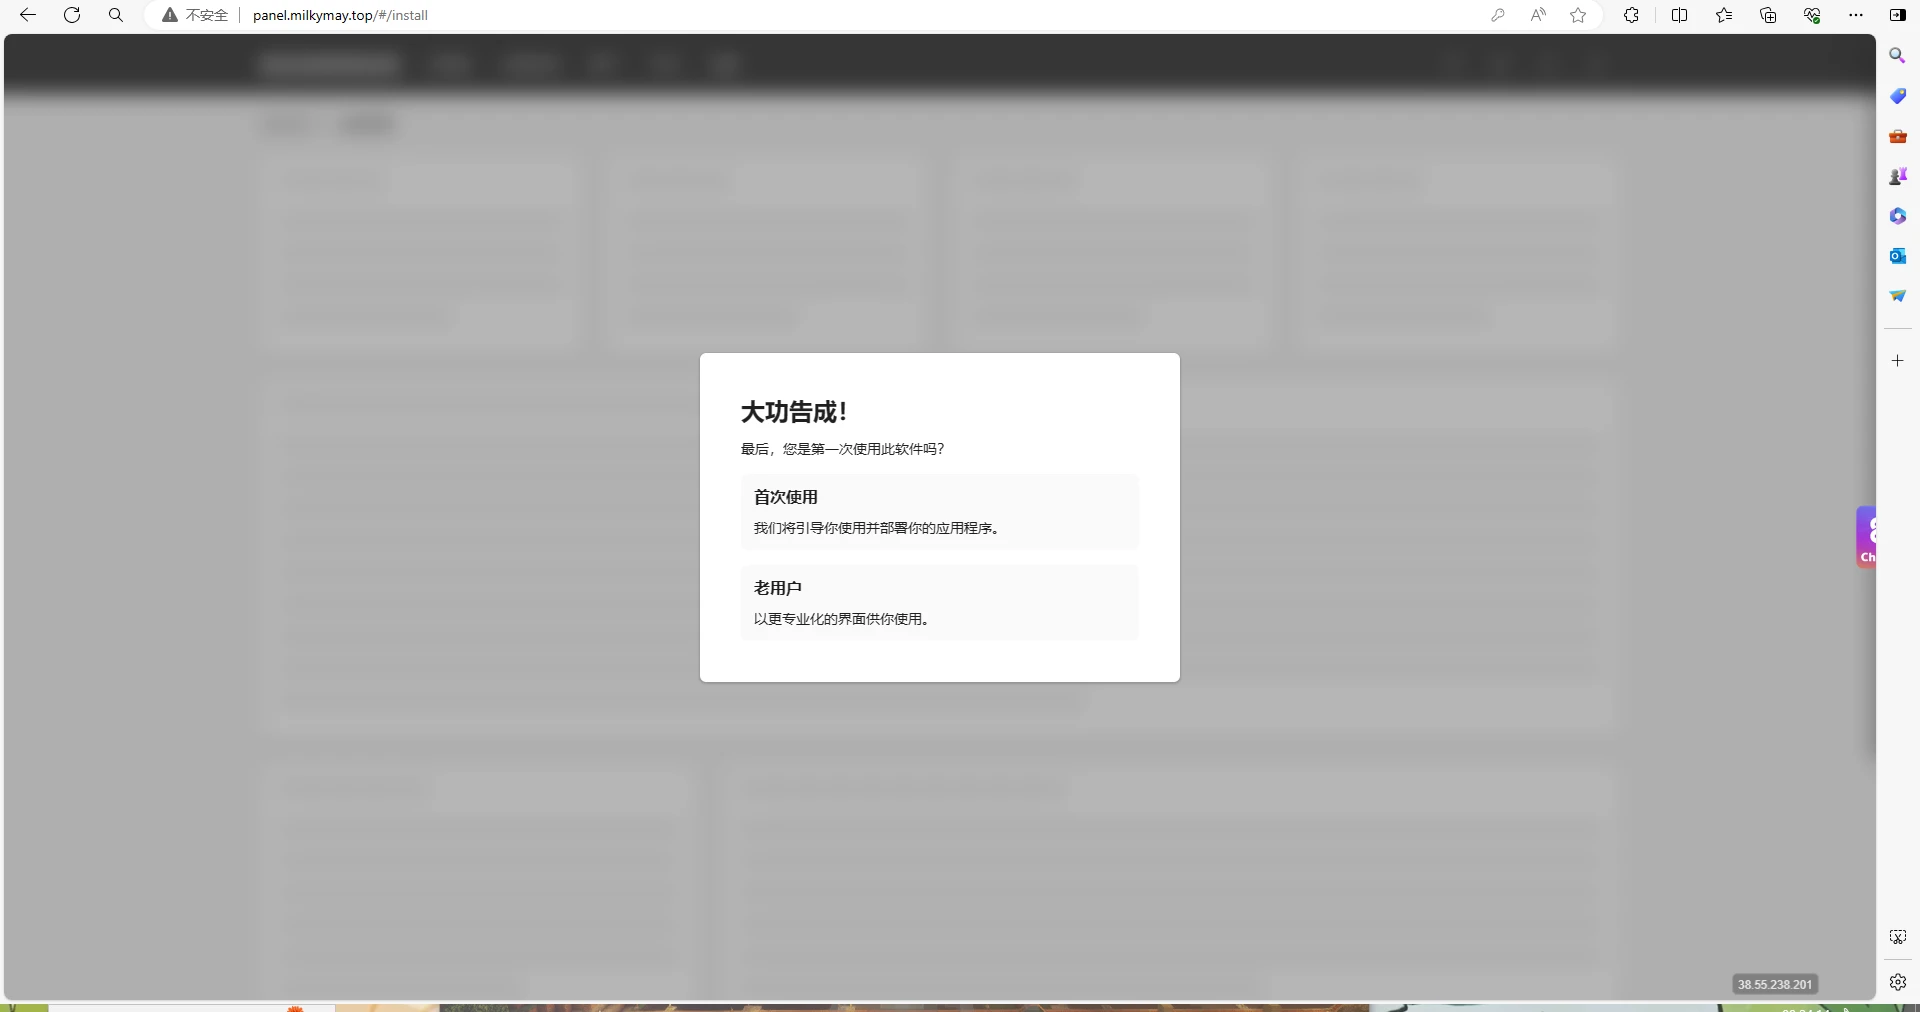 不安全
panel.milkymay.top/#/install
大功告成！
最后，您是第一次使用此软件吗？
首次使用
我们将引导你使用并部署你的应用程序。
老用户
以更专业化的界面供你使用。
Ch
38.55.238.201